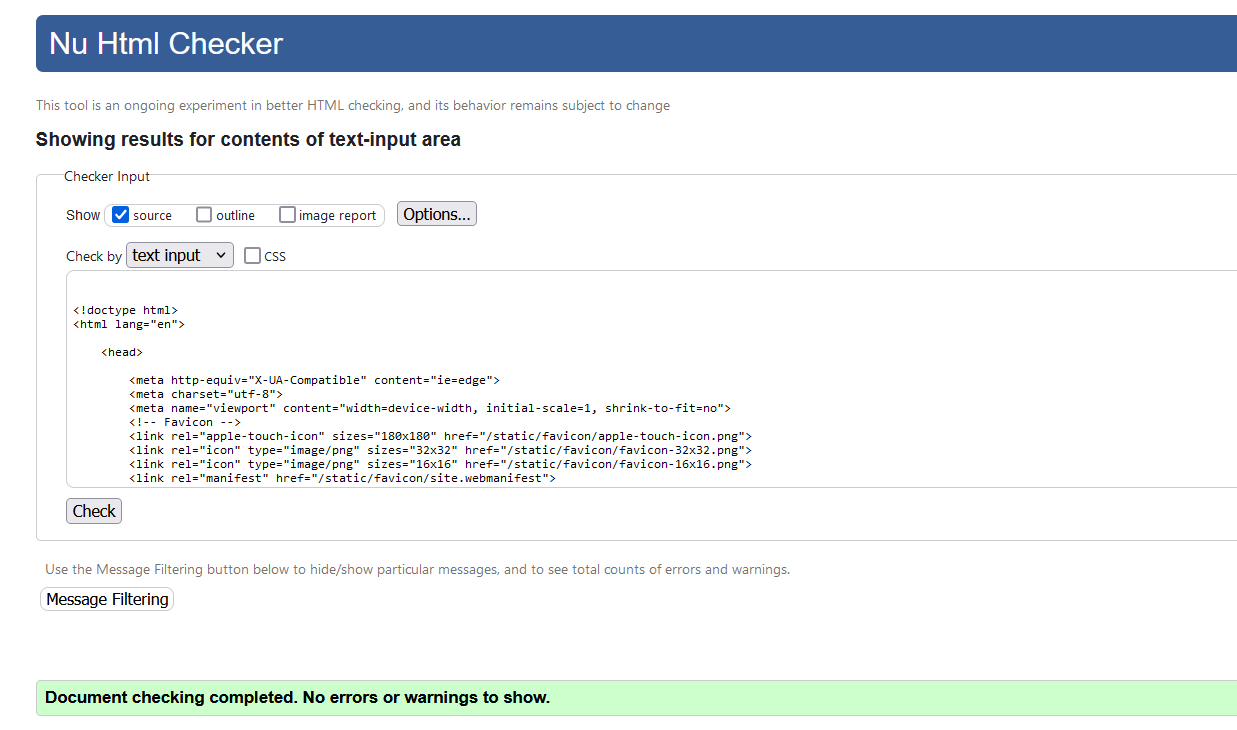 Nu Html Checker
This tool is an ongoing experiment in better HTML checking, and its behavior remains subject to change
Showing results for contents of text-input area
Checker Input
Show source outline image report Options...
Check by text input CSS
<!doctype html>
<html lang="en">
<head>
<meta http-equiv="X-UA-Compatible" content="ie=edge">
<meta charset="utf-8">
<meta name="viewport" content="width=device-width, initial-scale=1, shrink-to-fit=no">
<!-- Favicon -->
<link rel="apple-touch-icon" sizes="180x180" href="/static/favicon/apple-touch-icon.png">
<link rel="icon" type="image/png" sizes="32x32" href="/static/favicon/favicon-32x32.png">
<link rel="icon" type="image/png" sizes="16x16" href="/static/favicon/favicon-16x16.png">
<link rel="manifest" href="/static/favicon/site.webmanifest">
Check
Use the Message Filtering button below to hide/show particular messages, and to see total counts of errors and warnings.
Message Filtering
Document checking completed. No errors or warnings to show.